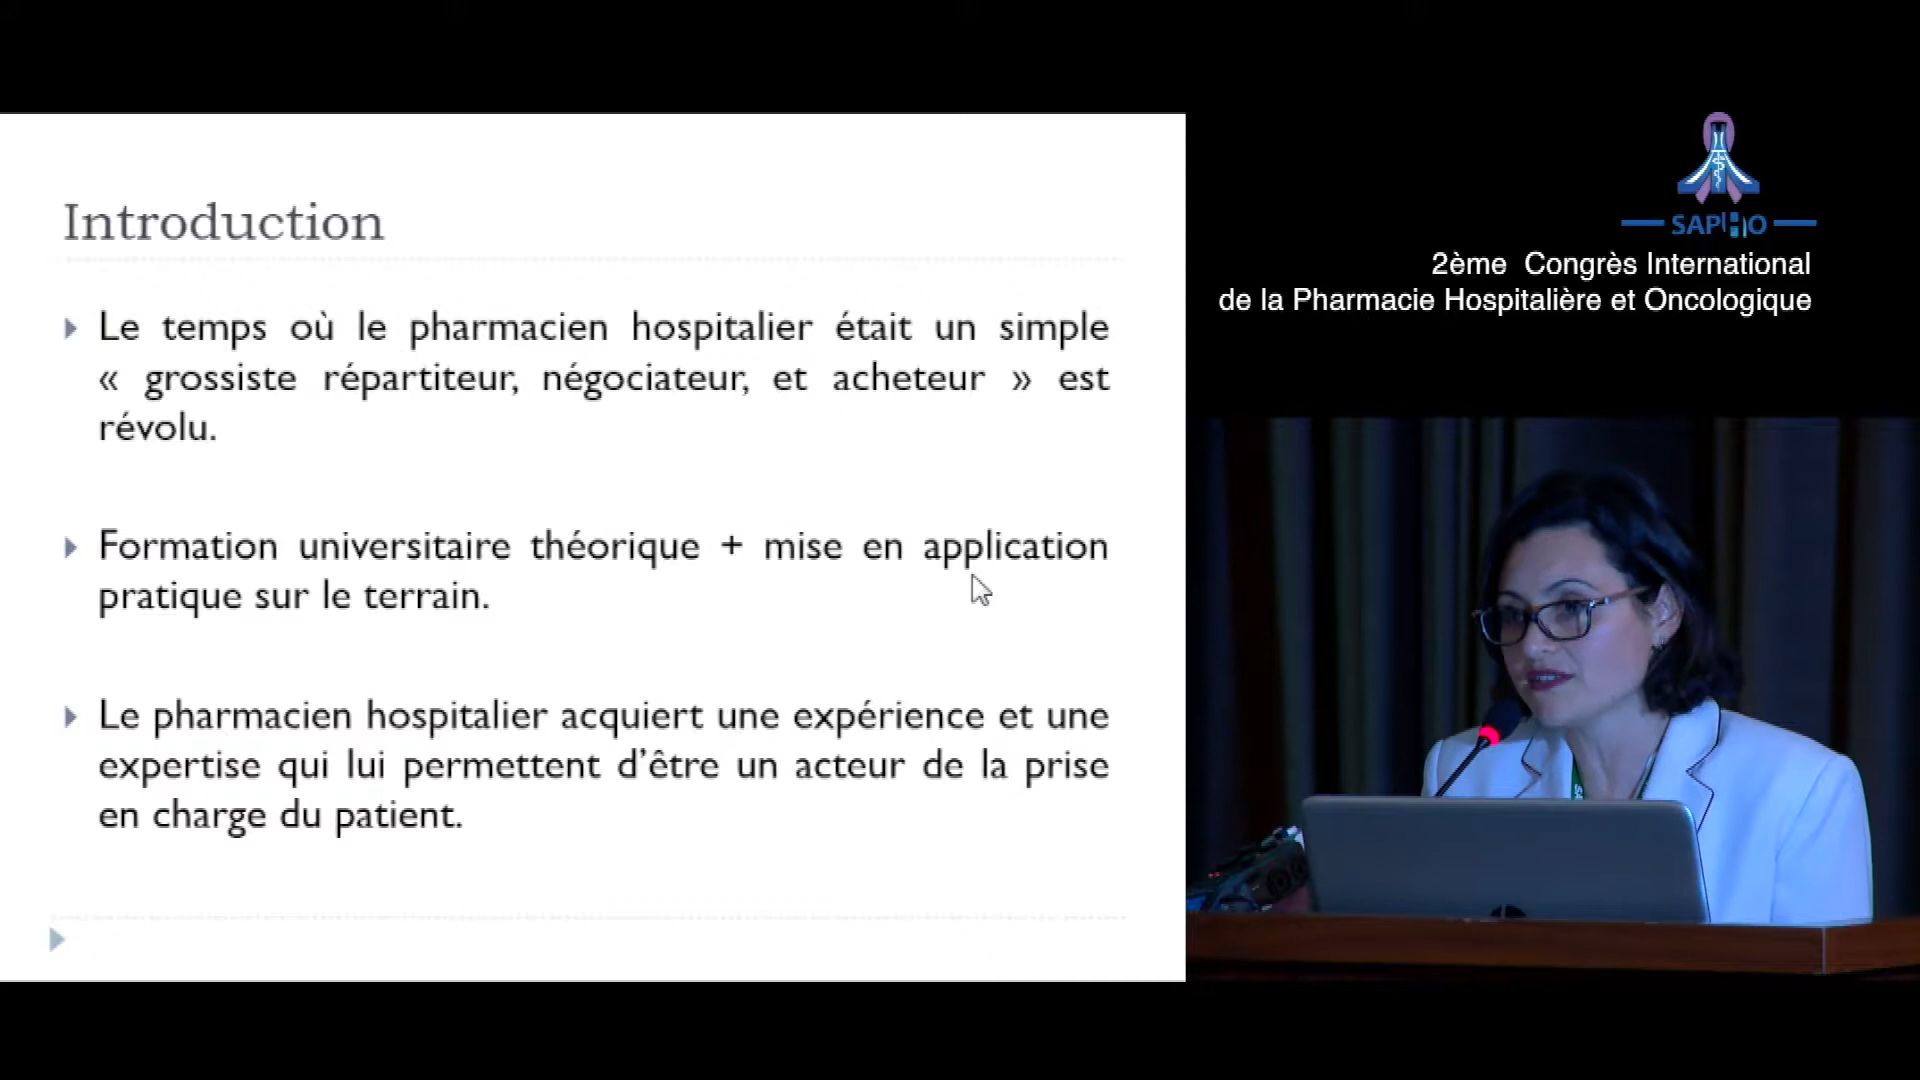 Introduction
Le temps où le pharmacien hospitalier était un simple
« grossiste répartiteur, négociateur, et acheteur » est
révolu.
Formation universitaire théorique + mise en application
pratique sur le terrain.
Le pharmacien hospitalier acquiert une expérience et une
expertise qui lui permettent d’être un acteur de la prise
en charge du patient.
SAPHO
2ème Congrès International
de la Pharmacie Hospitalière et Oncologique